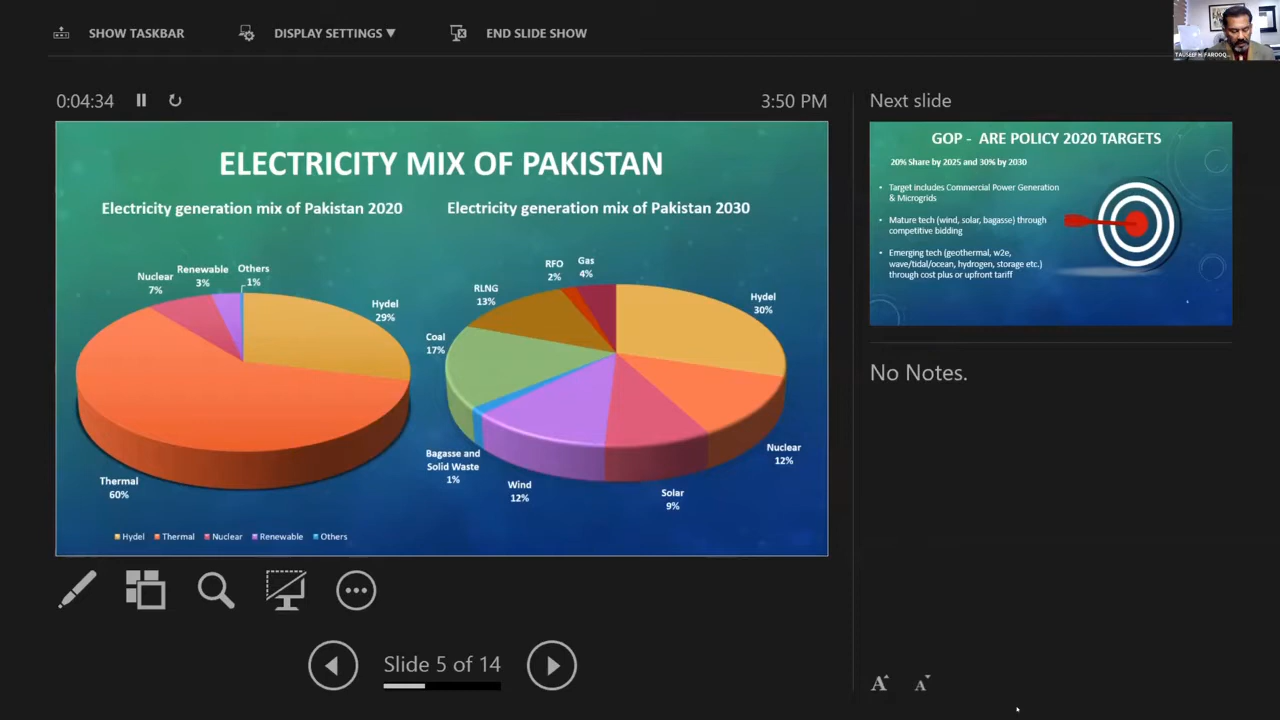 SHOW TASKBAR
DISPLAY SETTINGS ▼
END SLIDE SHOW
TAUSEEF H. FAROOQ...
0:04:34
3:50 PM
ELECTRICITY MIX OF PAKISTAN
Electricity generation mix of Pakistan 2020
Nuclear
7%
Renewable
3%
Others
1%
Hydel
29%
Thermal
60%
Hydel
Thermal
Nuclear
Renewable
Others
Electricity generation mix of Pakistan 2030
RFO
2%
Gas
4%
RLNG
13%
Hydel
30%
Coal
17%
Nuclear
12%
Bagasse and
Solid Waste
1%
Wind
12%
Solar
9%
Slide 5 of 14
Next slide
GOP - ARE POLICY 2020 TARGETS
20% Share by 2025 and 30% by 2030
• Target includes Commercial Power Generation
& Microgrids
• Mature tech (wind, solar, bagasse) through
competitive bidding
• Emerging tech (geothermal, w2e,
wave/tidal/ocean, hydrogen, storage etc.)
through cost plus or upfront tariff
No Notes.
A A